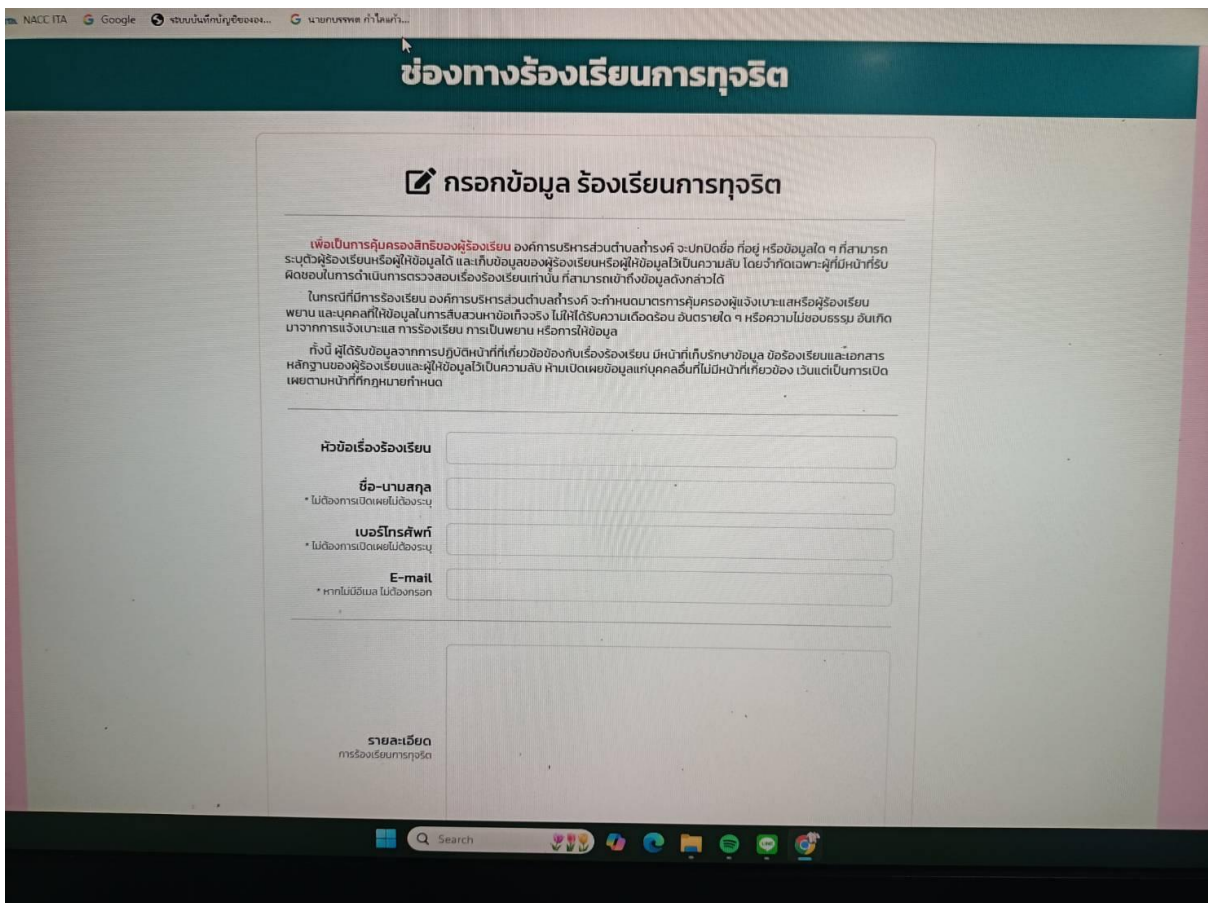 NACC ITA Google ระบบบันทึกบัญชีขององ... นายกบรรพต
ช่องทางร้องเรียนการทุจริต
กรอกข้อมูล ร้องเรียนการทุจริต
เพื่อเป็นการคุ้มครองสิทธิของผู้ร้องเรียน องค์การบริหารส่วนตำบลถ้ำรงค์ จะปกปิดชื่อ ที่อยู่ หรือข้อมูลใด ๆ ที่สามารถ
ระบุตัวผู้ร้องเรียนหรือผู้ให้ข้อมูลได้ และเก็บข้อมูลของผู้ร้องเรียนหรือผู้ให้ข้อมูลไว้เป็นความลับ โดยจำกัดเฉพาะผู้ที่มีหน้าที่รับ
ผิดชอบในการดำเนินการตรวจสอบเรื่องร้องเรียนเท่านั้น ที่สามารถเข้าถึงข้อมูลดังกล่าวได้
ในกรณีที่มีการร้องเรียน องค์การบริหารส่วนตำบลถ้ำรงค์ จะกำหนดมาตรการคุ้มครองผู้แจ้งเบาะแสหรือผู้ร้องเรียน
พยาน และบุคคลที่ให้ข้อมูลในการสืบสวนหาข้อเท็จจริง ไม่ให้ได้รับความเดือดร้อน อันตรายใด ๆ หรือความไม่ชอบธรรม อันเกิด
มาจากการแจ้งเบาะแส การร้องเรียน การเป็นพยาน หรือการให้ข้อมูล
ทั้งนี้ ผู้ได้รับข้อมูลจากการปฏิบัติหน้าที่ที่เกี่ยวข้องกับเรื่องร้องเรียน มีหน้าที่เก็บรักษาข้อมูล ข้อร้องเรียนและเอกสาร
หลักฐานของผู้ร้องเรียนและผู้ให้ข้อมูลไว้เป็นความลับ ห้ามเปิดเผยข้อมูลแก่บุคคลอื่นที่ไม่มีหน้าที่เกี่ยวข้อง เว้นแต่เป็นการเปิด
เผยตามหน้าที่ที่กฎหมายกำหนด
หัวข้อเรื่องร้องเรียน
ชื่อ-นามสกุล
* ไม่ต้องการเปิดเผยไม่ต้องระบุ
เบอร์โทรศัพท์
* ไม่ต้องการเปิดเผยไม่ต้องระบุ
E-mail
* หากไม่มีอีเมล ไม่ต้องกรอก
รายละเอียด
การร้องเรียนการทุจริต
Search